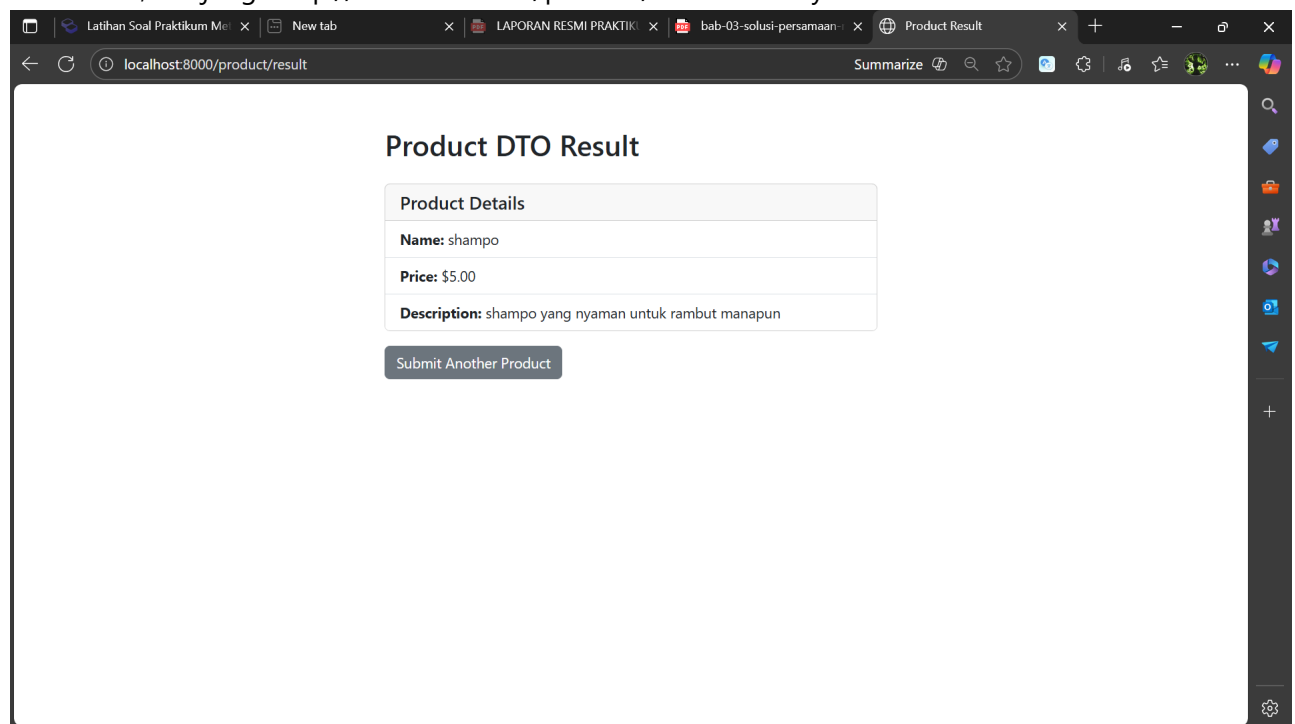 Latihan Soal Praktikum Met
New tab
LAPORAN RESMI PRAKTIKU
bab-03-solusi-persamaan-
Product Result
localhost:8000/product/result
Summarize
Product DTO Result
Product Details
Name: shampo
Price: $5.00
Description: shampo yang nyaman untuk rambut manapun
Submit Another Product